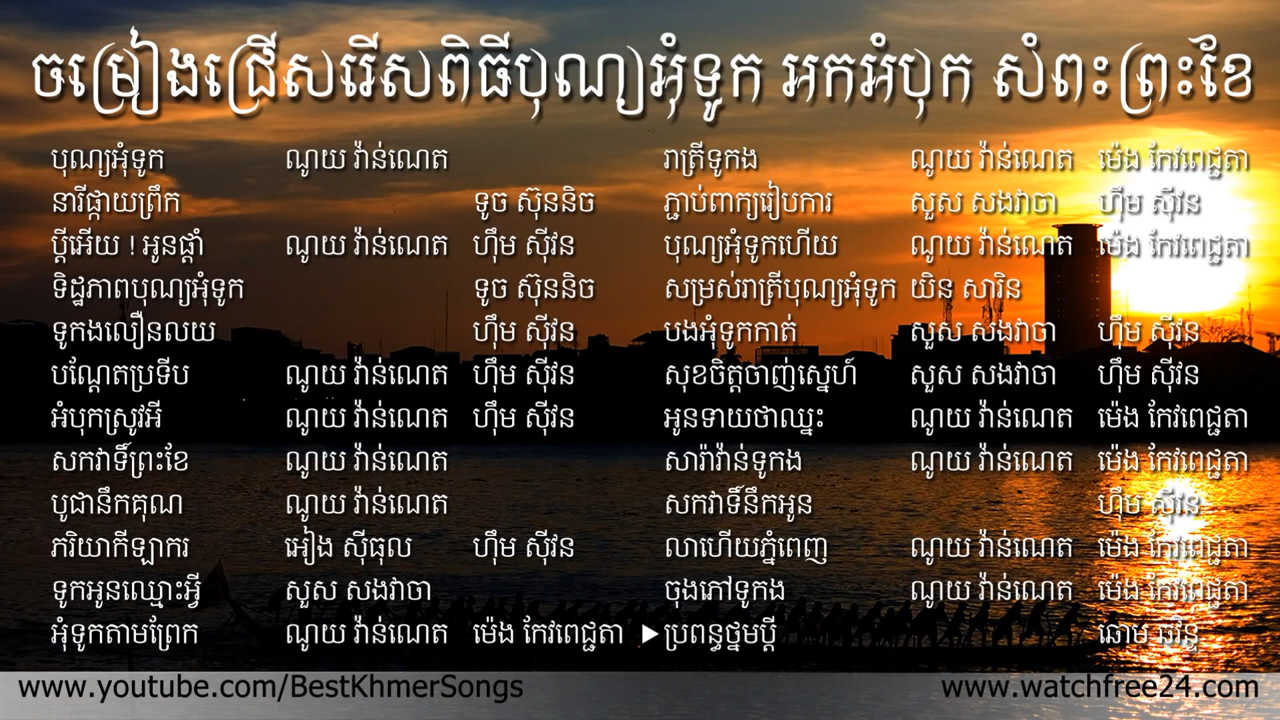 ចម្រៀងជ្រើសរើសពិធីបុណ្យអុំទូក អកអំបុក សំពះព្រះខែ
បុណ្យអុំទូក ណូយ វ៉ាន់ណេត
នារីផ្កាយព្រឹក ទូច ស៊ុននិច
ប្តីអើយ ! អូនផ្តាំ ណូយ វ៉ាន់ណេត ហ៊ឹម ស៊ីវន
ទិដ្ឋភាពបុណ្យអុំទូក ទូច ស៊ុននិច
ទូកងលឿនលយ ហ៊ឹម ស៊ីវន
បណ្តែតប្រទីប ណូយ វ៉ាន់ណេត ហ៊ឹម ស៊ីវន
អំបុកស្រូវអី ណូយ វ៉ាន់ណេត ហ៊ឹម ស៊ីវន
សកវាទិ៍ព្រះខែ ណូយ វ៉ាន់ណេត
បូជានឹកគុណ ណូយ វ៉ាន់ណេត
ភរិយាកីឡាករ អៀង ស៊ីធុល ហ៊ឹម ស៊ីវន
ទូកអូនឈ្មោះអ្វី សួស សងវាចា
អុំទូកតាមព្រែក ណូយ វ៉ាន់ណេត ម៉េង កែវពេជ្ជតា
រាត្រីទូកង ណូយ វ៉ាន់ណេត ម៉េង កែវពេជ្ជតា
ភ្ជាប់ពាក្យរៀបការ សួស សងវាចា ហ៊ឹម ស៊ីវន
បុណ្យអុំទូកហើយ ណូយ វ៉ាន់ណេត ម៉េង កែវពេជ្ជតា
សម្រស់រាត្រីបុណ្យអុំទូក យិន សារិន
បងអុំទូកកាត់ សួស សងវាចា ហ៊ឹម ស៊ីវន
សុខចិត្តចាញ់ស្នេហ៍ សួស សងវាចា ហ៊ឹម ស៊ីវន
អូនទាយថាឈ្នះ ណូយ វ៉ាន់ណេត ម៉េង កែវពេជ្ជតា
សារ៉ាវ៉ាន់ទូកង ណូយ វ៉ាន់ណេត ម៉េង កែវពេជ្ជតា
សកវាទិ៍នឹកអូន ហ៊ឹម ស៊ីវន
លាហើយភ្នំពេញ ណូយ វ៉ាន់ណេត ម៉េង កែវពេជ្ជតា
ចុងភៅទូកង ណូយ វ៉ាន់ណេត ម៉េង កែវពេជ្ជតា
ប្រពន្ធថ្នមប្តី ឆោម ឆវិន្ទ
www.youtube.com/BestKhmerSongs
www.watchfree24.com